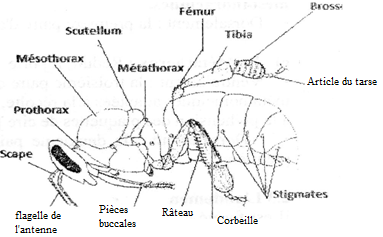 Brosse
Fémur
Scutellum
Tibia
Mésothorax
Métathorax
Article du tarse
Prothorax
Scape
Stigmates
flagelle de
l'antenne
Pièces
buccales
Râteau
Corbeille